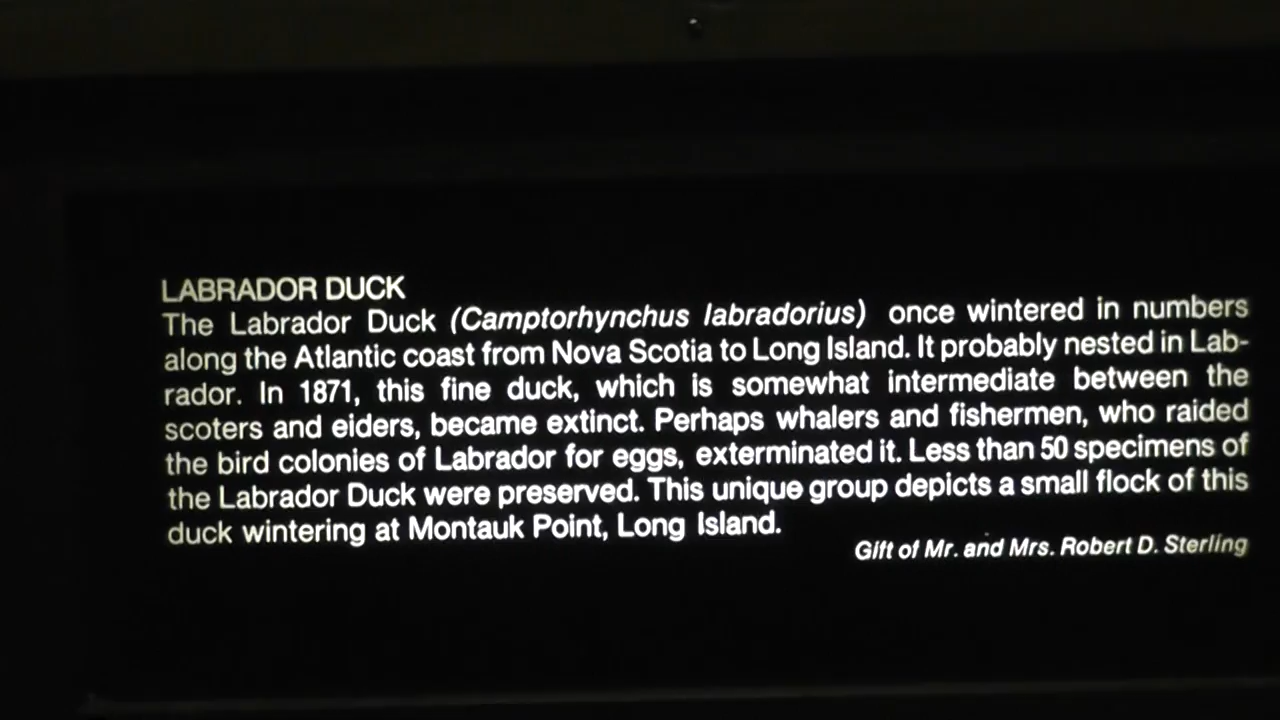 LABRADOR DUCK
The Labrador Duck (Camptorhynchus labradorius) once wintered in numbers
along the Atlantic coast from Nova Scotia to Long Island. It probably nested in Lab-
rador. In 1871, this fine duck, which is somewhat intermediate between the
scoters and eiders, became extinct. Perhaps whalers and fishermen, who raided
the bird colonies of Labrador for eggs, exterminated it. Less than 50 specimens of
the Labrador Duck were preserved. This unique group depicts a small flock of this
duck wintering at Montauk Point, Long Island.
Gift of Mr. and Mrs. Robert D. Sterling